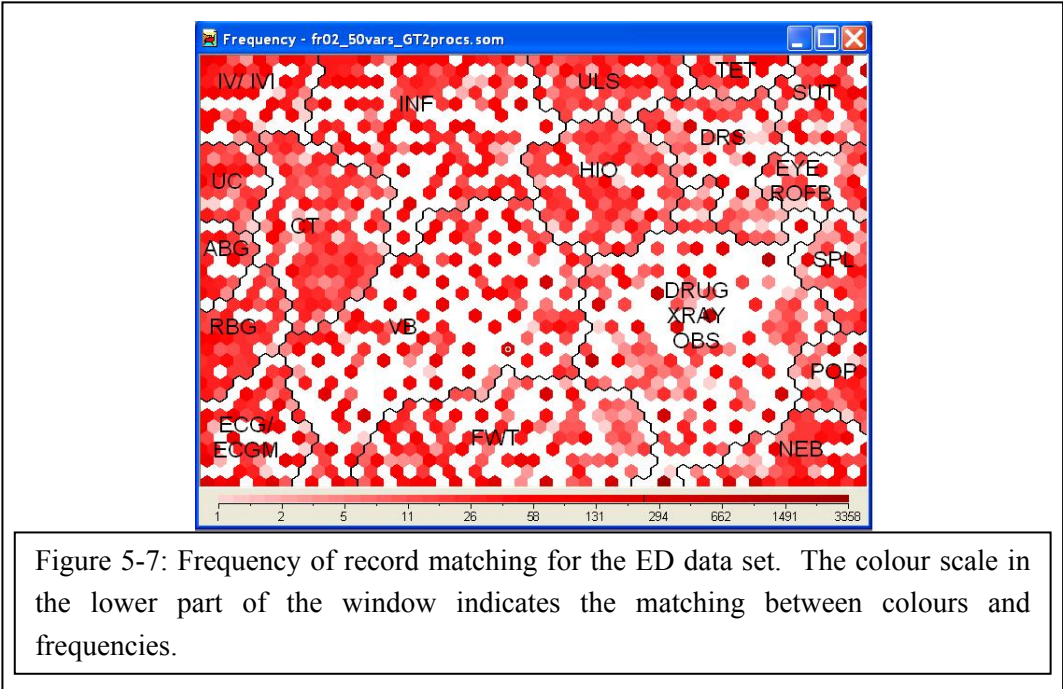 Frequency - fr02_50vars_GT2procs.som
IV/ IVI
INF
ULS
TET
SUT
DRS
HIO
EYE
ROFB
UC
CT
ABG
SPL
DRUG
XRAY
OBS
RBG
VB
POP
ECG/
ECGM
FWT
NEB
1 2 5 11 26 58 131 294 662 1491 3358
Figure 5-7: Frequency of record matching for the ED data set. The colour scale in
the lower part of the window indicates the matching between colours and
frequencies.